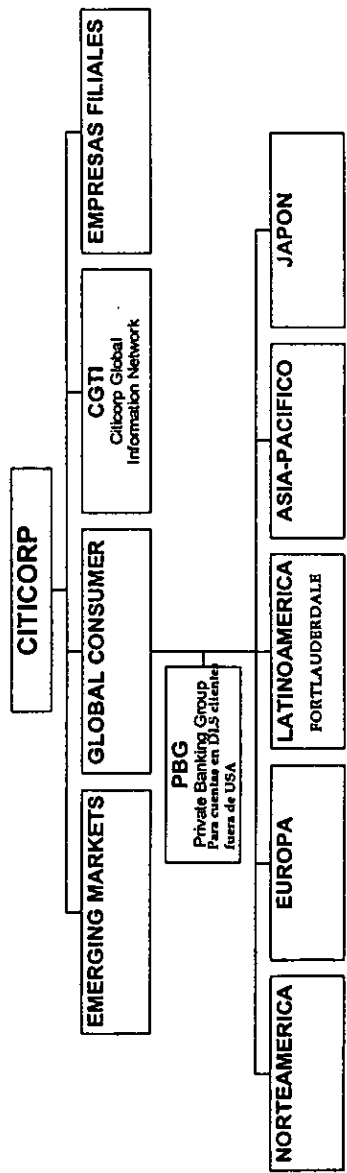 CITICORP
EMERGING MARKETS
GLOBAL CONSUMER
CGTI
Citicorp Global
Information Network
EMPRESAS FILIALES
PBG
Private Banking Group
Para cuentas en DLS clientes
fuera de USA
NORTEAMERICA
EUROPA
LATINOAMERICA
FORTLAUDERDALE
ASIA-PACIFICO
JAPON